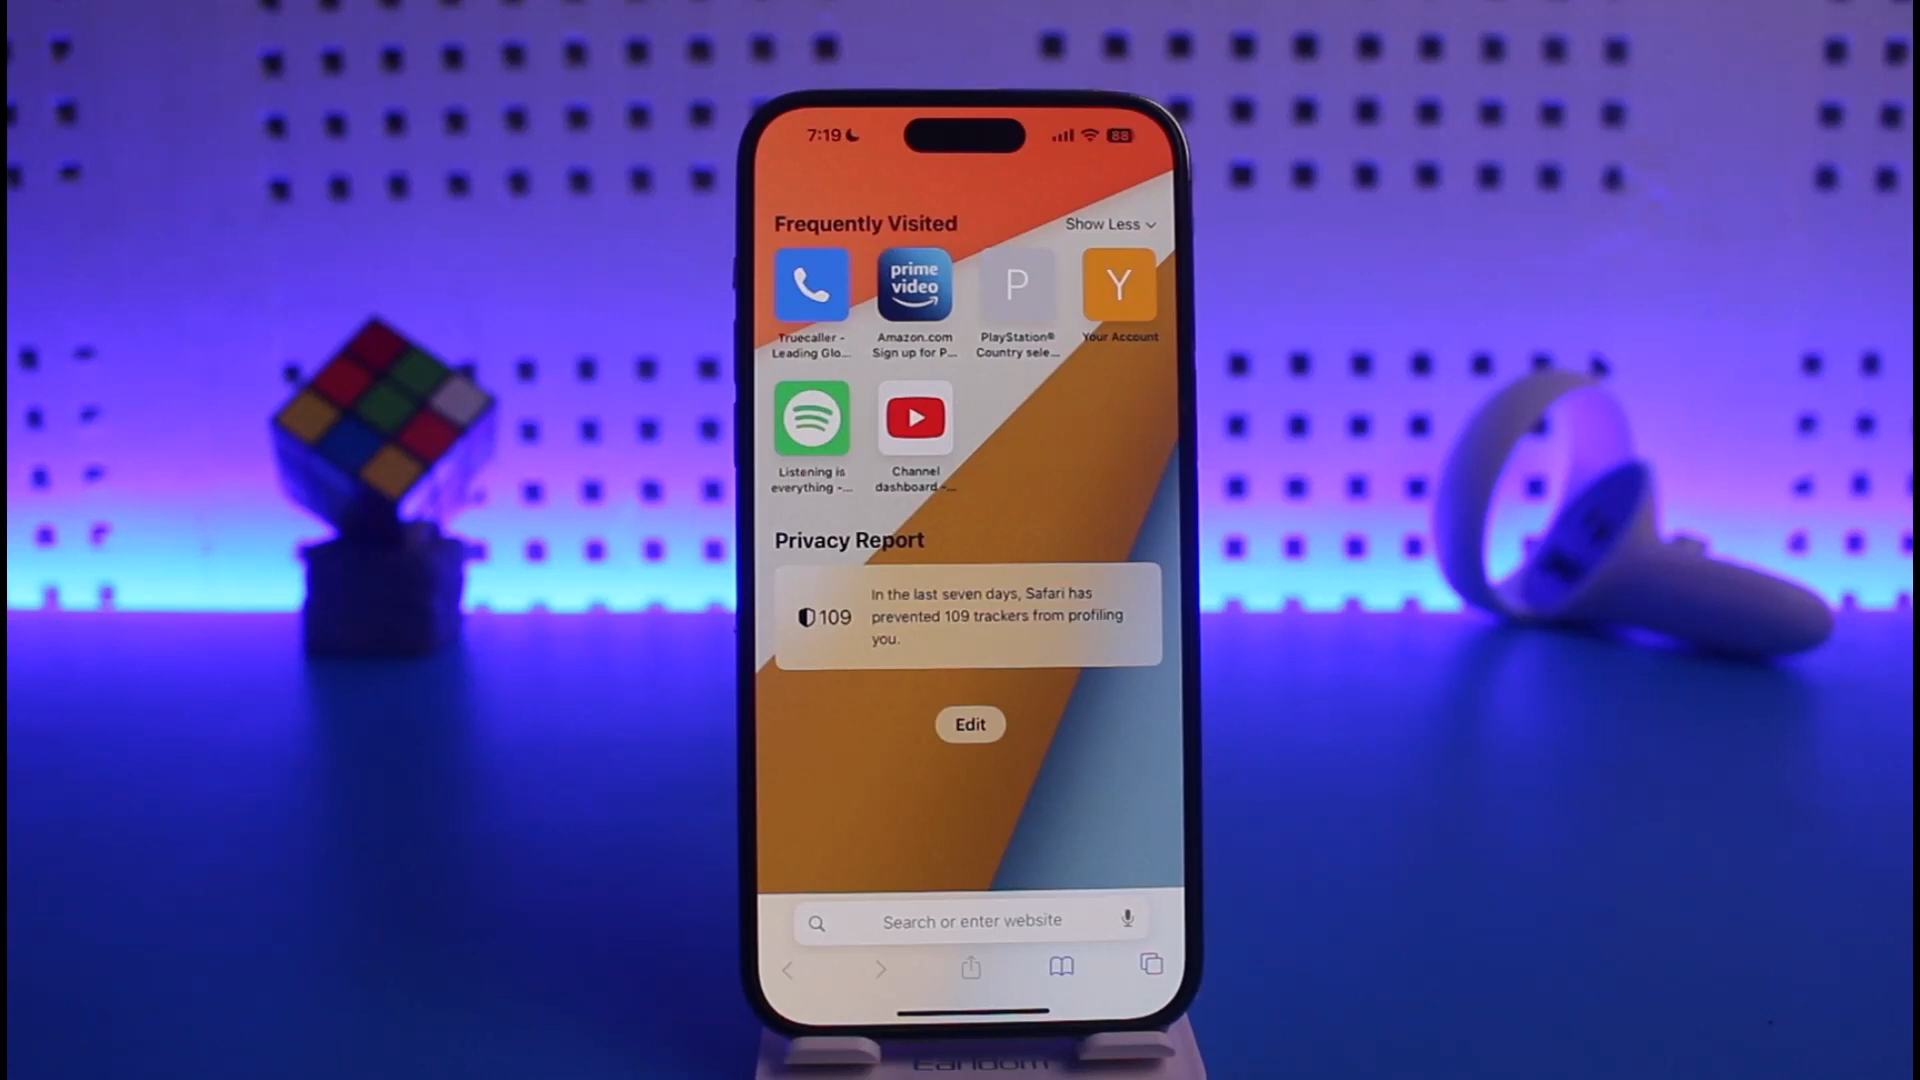 7:19
88
Frequently Visited
Show Less
prime
video
P
Y
Truecaller -
Leading Glo...
Amazon.com
Sign up for P...
PlayStation®
Country sele...
Your Account
Listening is
everything -...
Channel
dashboard -...
Privacy Report
109
In the last seven days, Safari has
prevented 109 trackers from profiling
you.
Edit
Search or enter website
Earldom